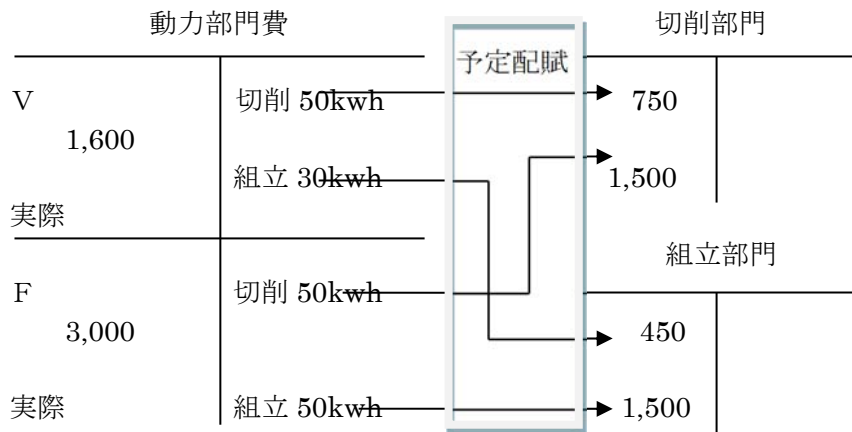 動力部門費
予定配賦
切削部門
V
1,600
実際
切削 50kwh
組立 30kwh
750
1,500
F
3,000
実際
切削 50kwh
組立 50kwh
組立部門
450
1,500